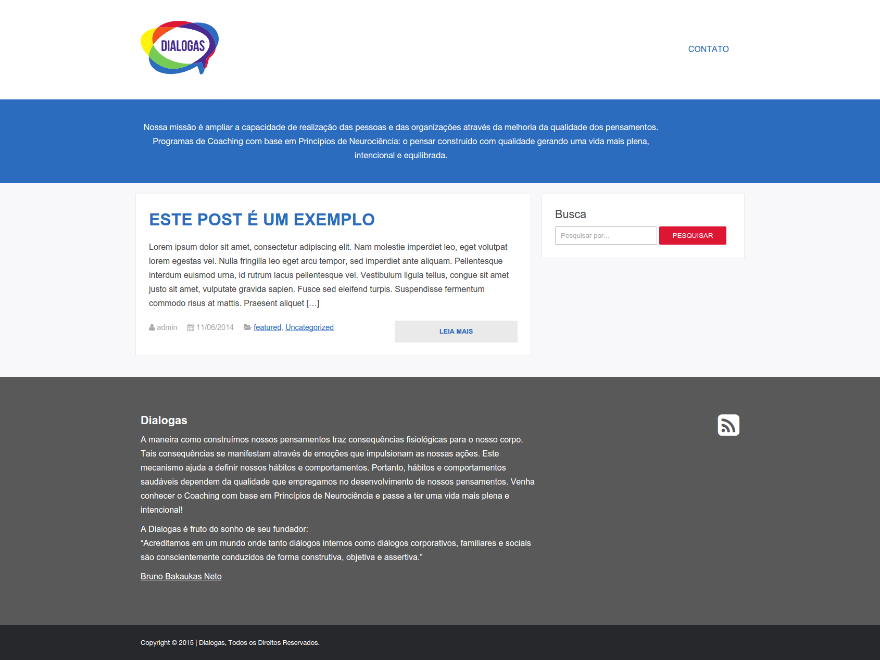 DIALOGAS
CONTATO
Nossa missão é ampliar a capacidade de realização das pessoas e das organizações através da melhoria da qualidade dos pensamentos.
Programas de Coaching com base em Princípios de Neurociência: o pensar construído com qualidade gerando uma vida mais plena,
intencional e equilibrada.
ESTE POST É UM EXEMPLO
Lorem ipsum dolor sit amet, consectetur adipiscing elit. Nam molestie imperdiet leo, eget volutpat
lorem egestas vel. Nulla fringilla leo eget arcu tempor, sed imperdiet ante aliquam. Pellentesque
interdum euismod urna, id rutrum lacus pellentesque vel. Vestibulum ligula tellus, congue sit amet
justo sit amet, vulputate gravida sapien. Fusce sed eleifend turpis. Suspendisse fermentum
commodo risus at mattis. Praesent aliquet […]
admin 11/06/2014 featured, Uncategorized
LEIA MAIS
Busca
Pesquisar por...
PESQUISAR
Dialogas
A maneira como construímos nossos pensamentos traz consequências fisiológicas para o nosso corpo.
Tais consequências se manifestam através de emoções que impulsionam as nossas ações. Este
mecanismo ajuda a definir nossos hábitos e comportamentos. Portanto, hábitos e comportamentos
saudáveis dependem da qualidade que empregamos no desenvolvimento de nossos pensamentos. Venha
conhecer o Coaching com base em Princípios de Neurociência e passe a ter uma vida mais plena e
intencional!
A Dialogas é fruto do sonho de seu fundador:
“Acreditamos em um mundo onde tanto diálogos internos como diálogos corporativos, familiares e sociais
são conscientemente conduzidos de forma construtiva, objetiva e assertiva.”
Bruno Bakaukas Neto
Copyright © 2015 | Dialogas, Todos os Direitos Reservados.